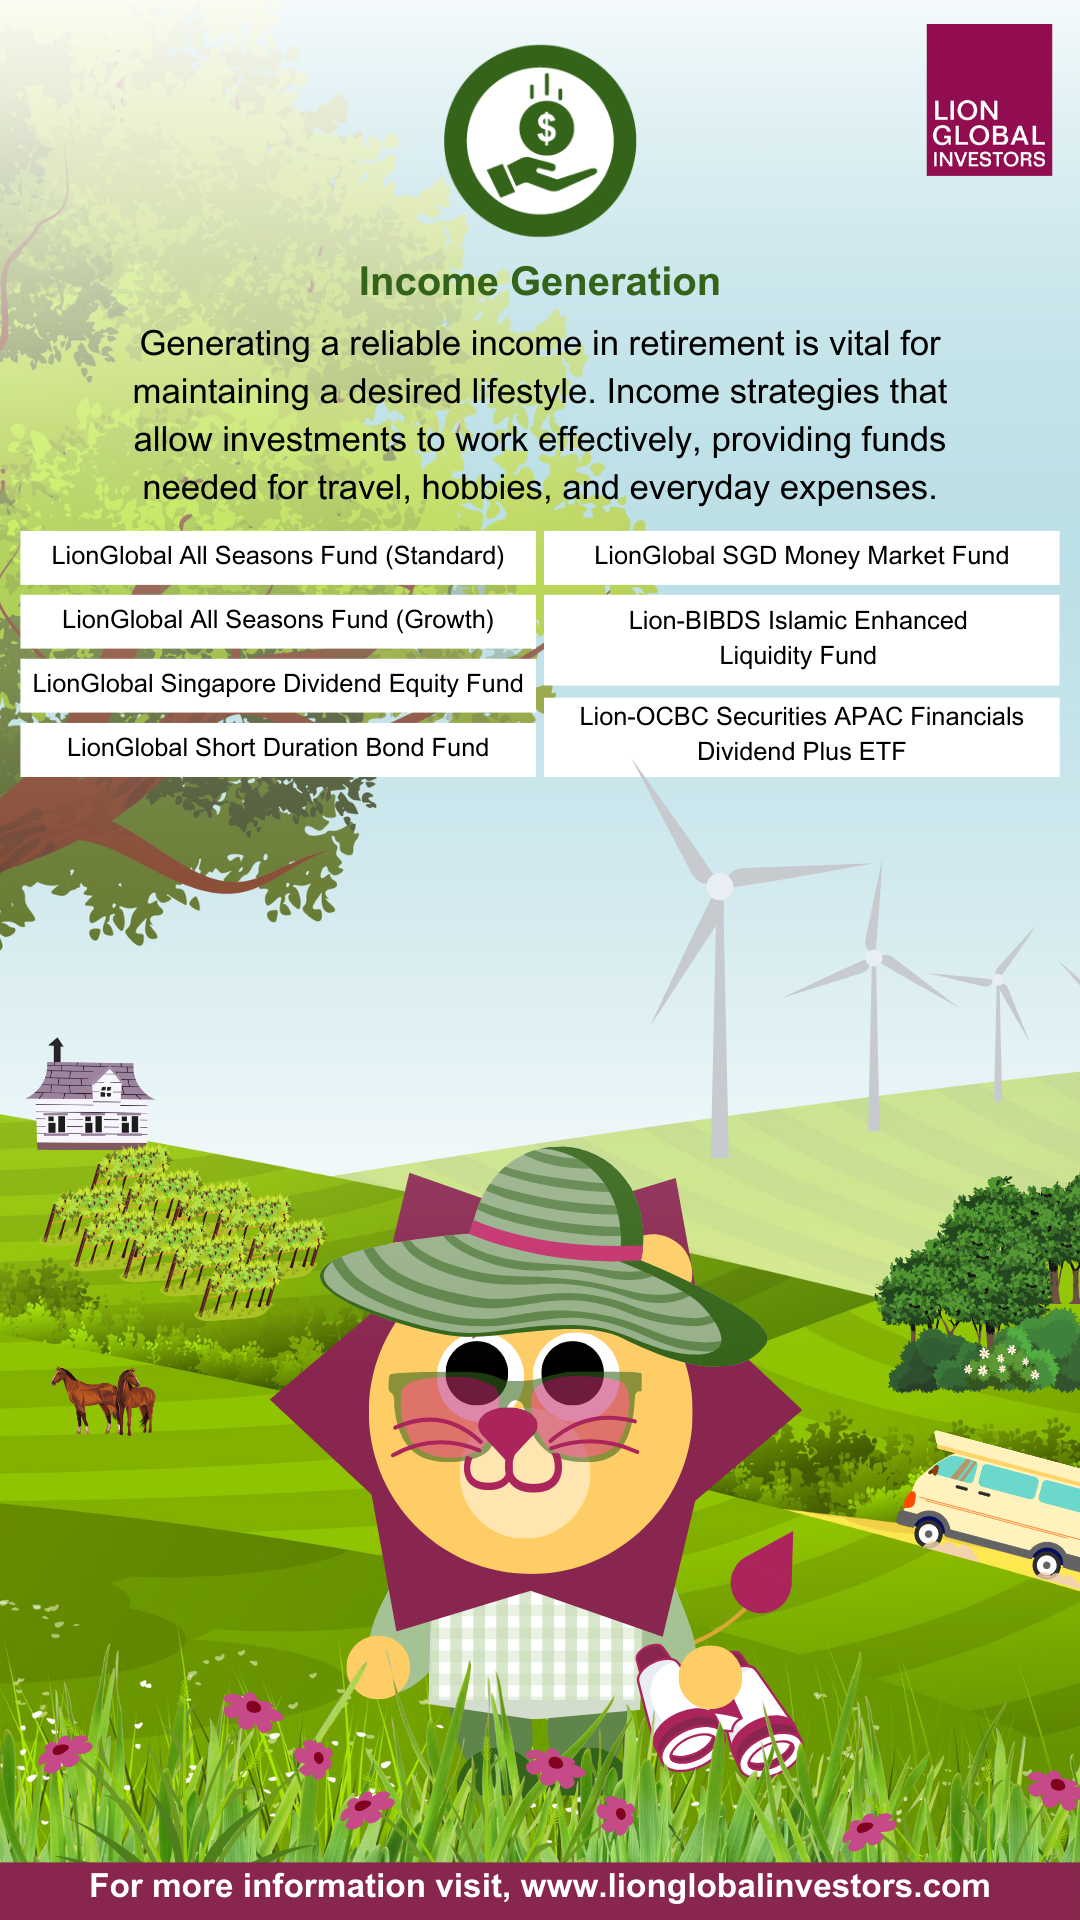 LION
GLOBAL
INVESTORS
$
Income Generation
Generating a reliable income in retirement is vital for
maintaining a desired lifestyle. Income strategies that
allow investments to work effectively, providing funds
needed for travel, hobbies, and everyday expenses.
LionGlobal All Seasons Fund (Standard)
LionGlobal All Seasons Fund (Growth)
LionGlobal Singapore Dividend Equity Fund
LionGlobal Short Duration Bond Fund
LionGlobal SGD Money Market Fund
Lion-BIBDS Islamic Enhanced
Liquidity Fund
Lion-OCBC Securities APAC Financials
Dividend Plus ETF
For more information visit, www.lionglobalinvestors.com